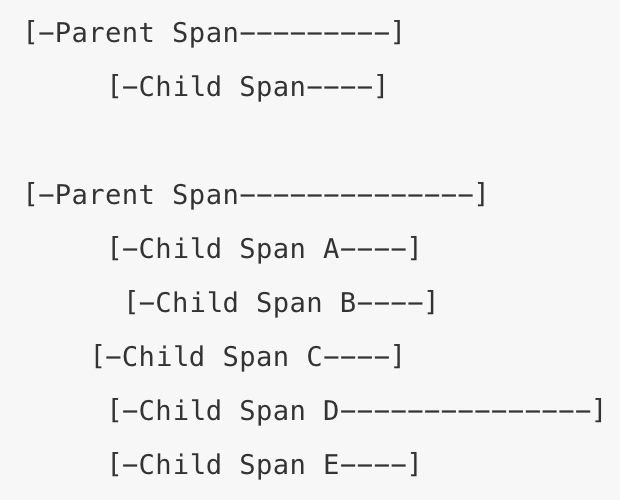 [-Parent Span---------]
     [-Child Span----]

[-Parent Span--------------]
     [-Child Span A----]
      [-Child Span B----]
    [-Child Span C----]
     [-Child Span D---------------]
     [-Child Span E----]